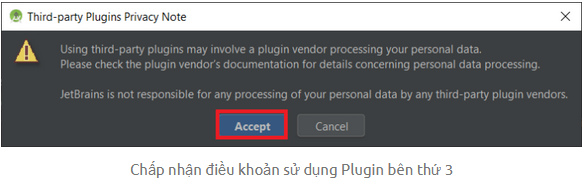 Third-party Plugins Privacy Note
Using third-party plugins may involve a plugin vendor processing your personal data.
Please check the plugin vendor's documentation for details concerning personal data processing.
JetBrains is not responsible for any processing of your personal data by any third-party plugin vendors.
Accept Cancel
Chấp nhận điều khoản sử dụng Plugin bên thứ 3